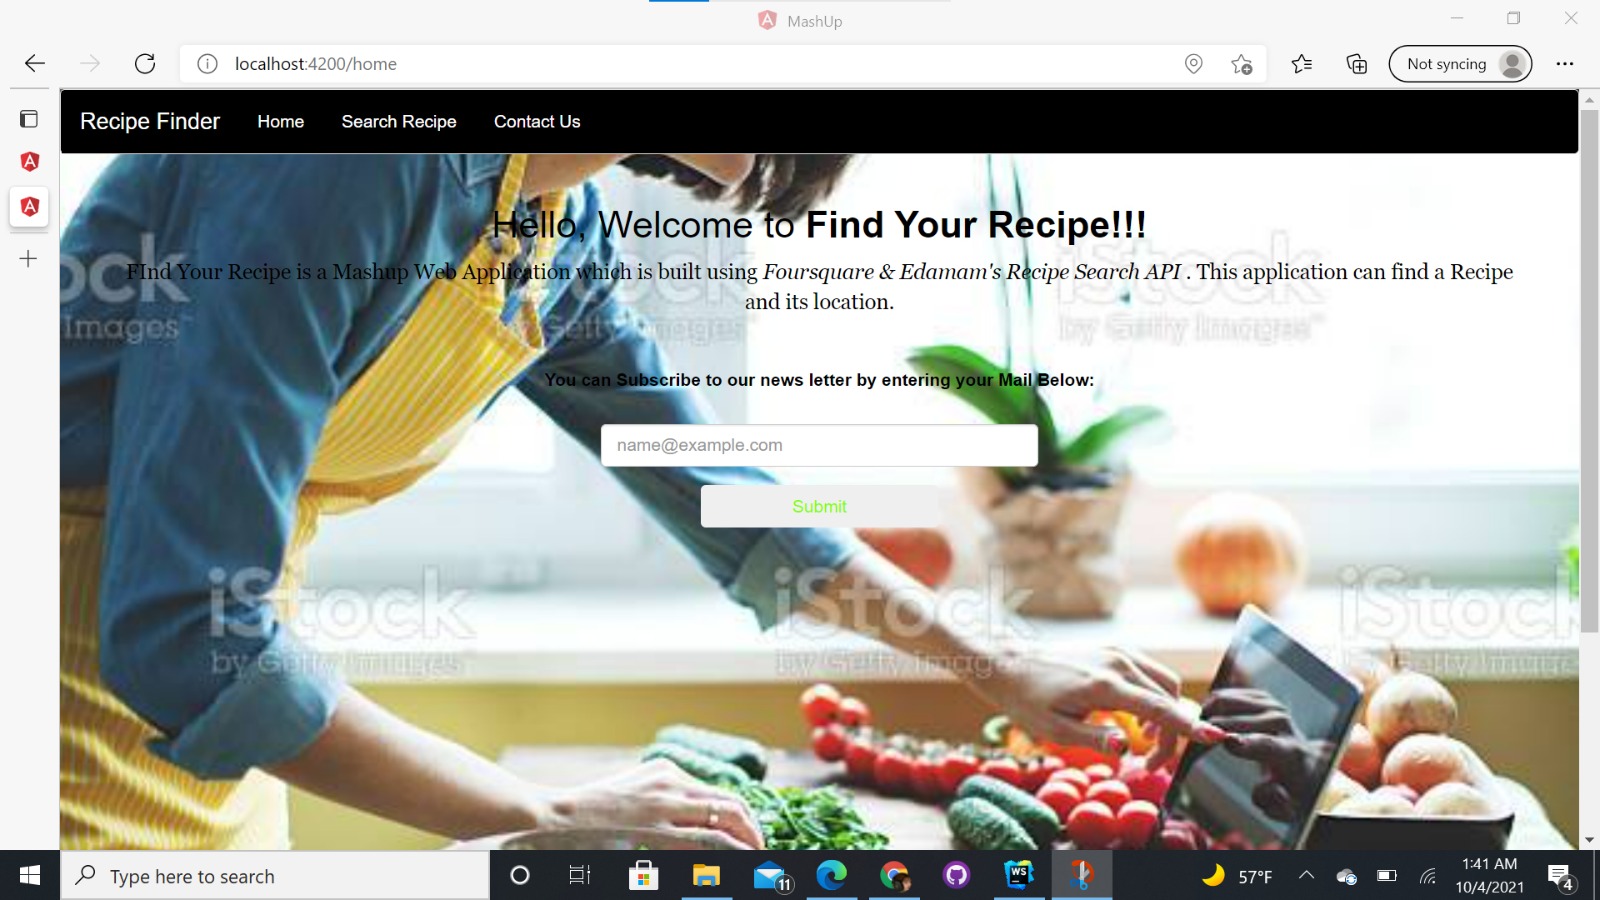 MashUp
localhost:4200/home
Not syncing
Recipe Finder Home Search Recipe Contact Us
Hello, Welcome to Find Your Recipe!!!
FInd Your Recipe is a Mashup Web Application which is built using Foursquare & Edamam's Recipe Search API . This application can find a Recipe
and its location.
ock
Images
iStock
by Getty Images
iStock
by Getty Images
You can Subscribe to our news letter by entering your Mail Below:
name@example.com
Submit
iStock
by Getty Images
iStock
by Getty Images
iStock
by Getty Images
Type here to search
11
WS
57°F
1:41 AM
10/4/2021
4